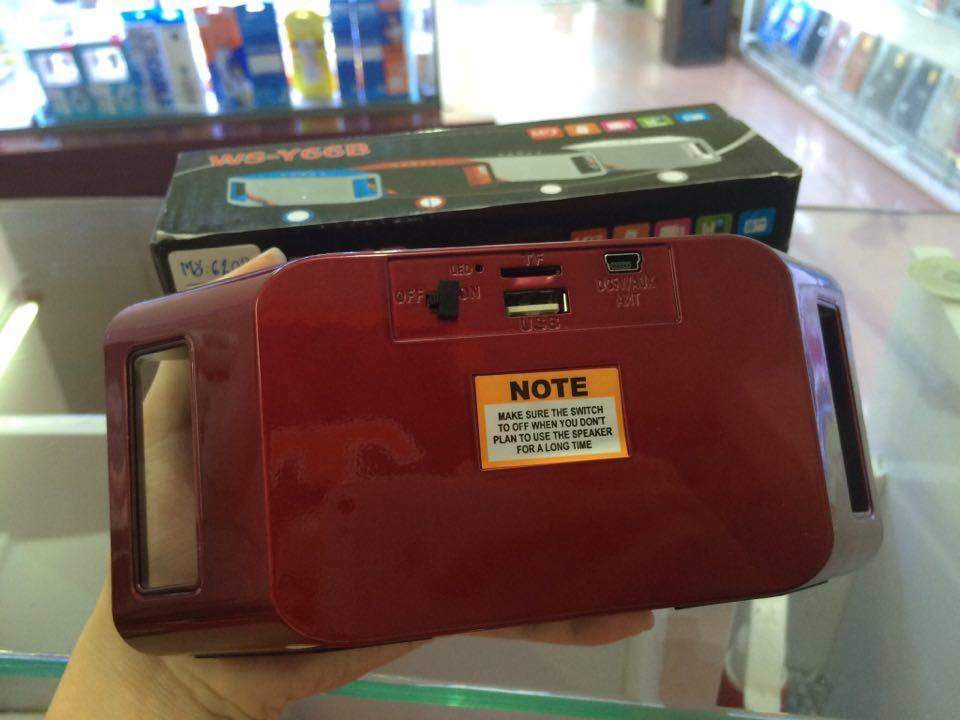 WS-Y66B
LED
TF
OFF
ON
USB
DC5V/AUX
ANT
NOTE
MAKE SURE THE SWITCH
TO OFF WHEN YOU DON'T
PLAN TO USE THE SPEAKER
FOR A LONG TIME